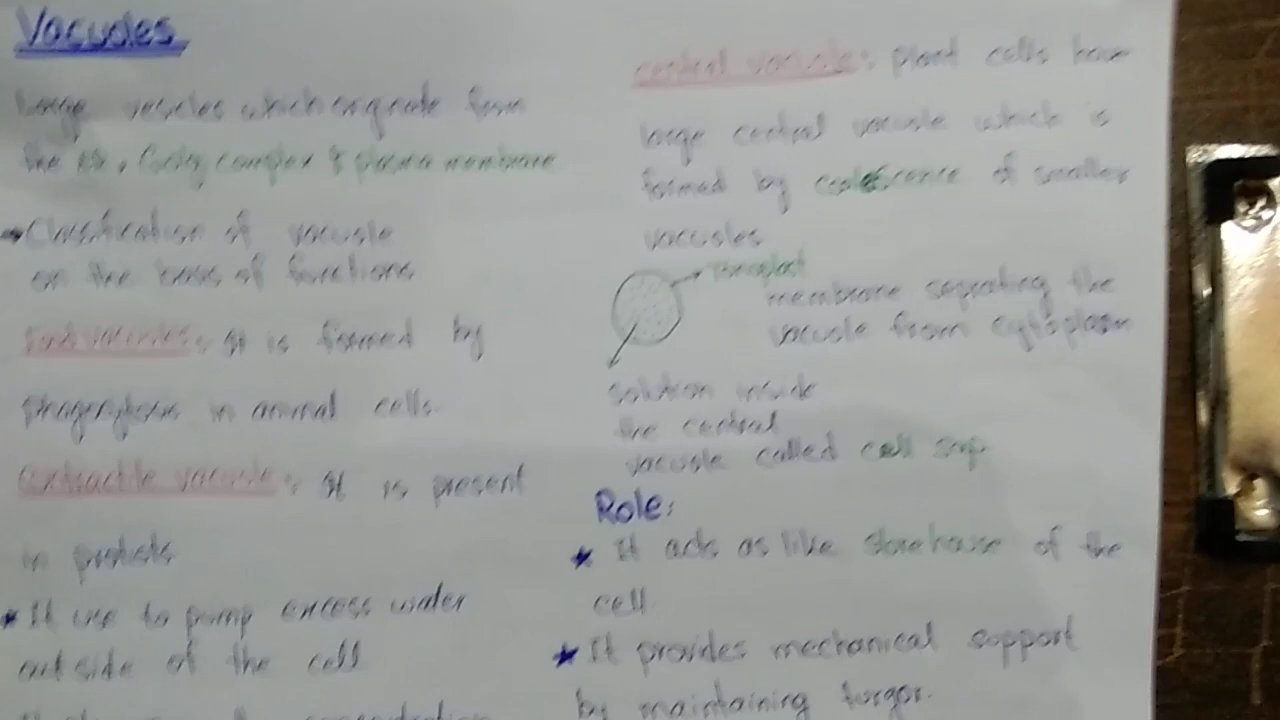 Vacuoles
Large vesicles which originate from
the ER, Golgi complex & plasma membrane
Classification of vacuole
on the basis of functions
Food vacuoles: It is formed by
phagocytosis in animal cells.
Contractile vacuole: It is present
in protists
It use to pump excess water
out side of the cell
central vacuole: plant cells have
large central vacuole which is
formed by coalescence of smaller
vacuoles
Tonoplast
membrane seprating the
vacuole from cytoplasm
solution inside
the central
vacuole called cell sap
Role:
It acts as like storehouse of the
cell
It provides mechanical support
by maintaining turgor.